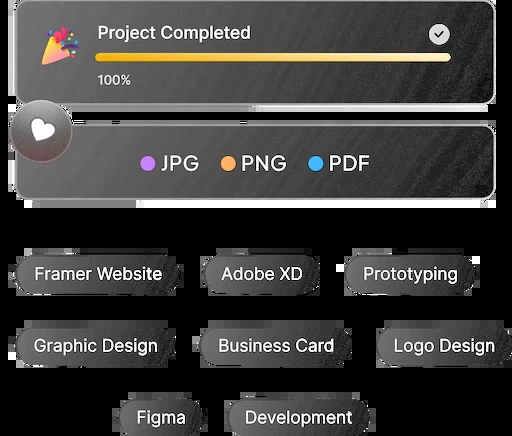 Project Completed
100%
JPG PNG PDF
Framer Website Adobe XD Prototyping
Graphic Design Business Card Logo Design
Figma Development